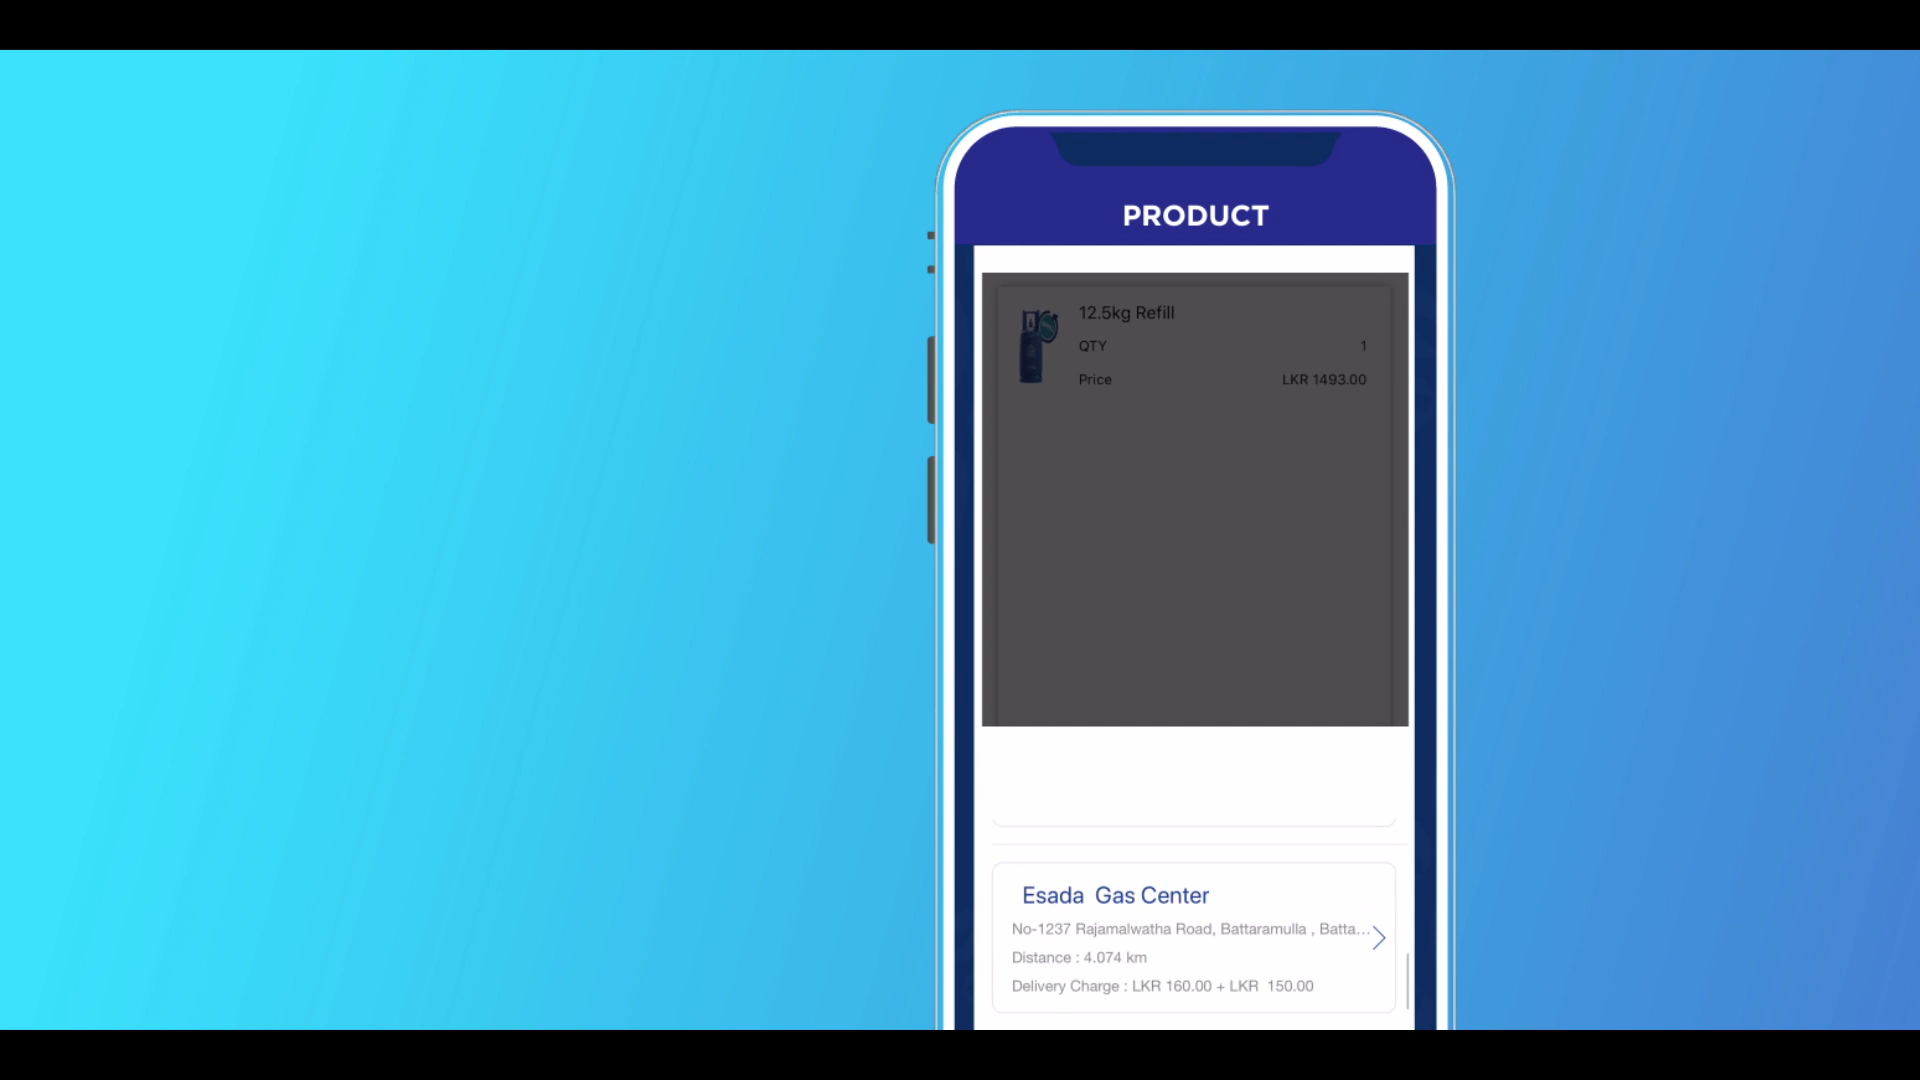 PRODUCT
12.5kg Refill
QTY 1
Price LKR 1493.00
Esada Gas Center
No-1237 Rajamalwatha Road, Battaramulla , Batta...
Distance : 4.074 km
Delivery Charge : LKR 160.00 + LKR 150.00